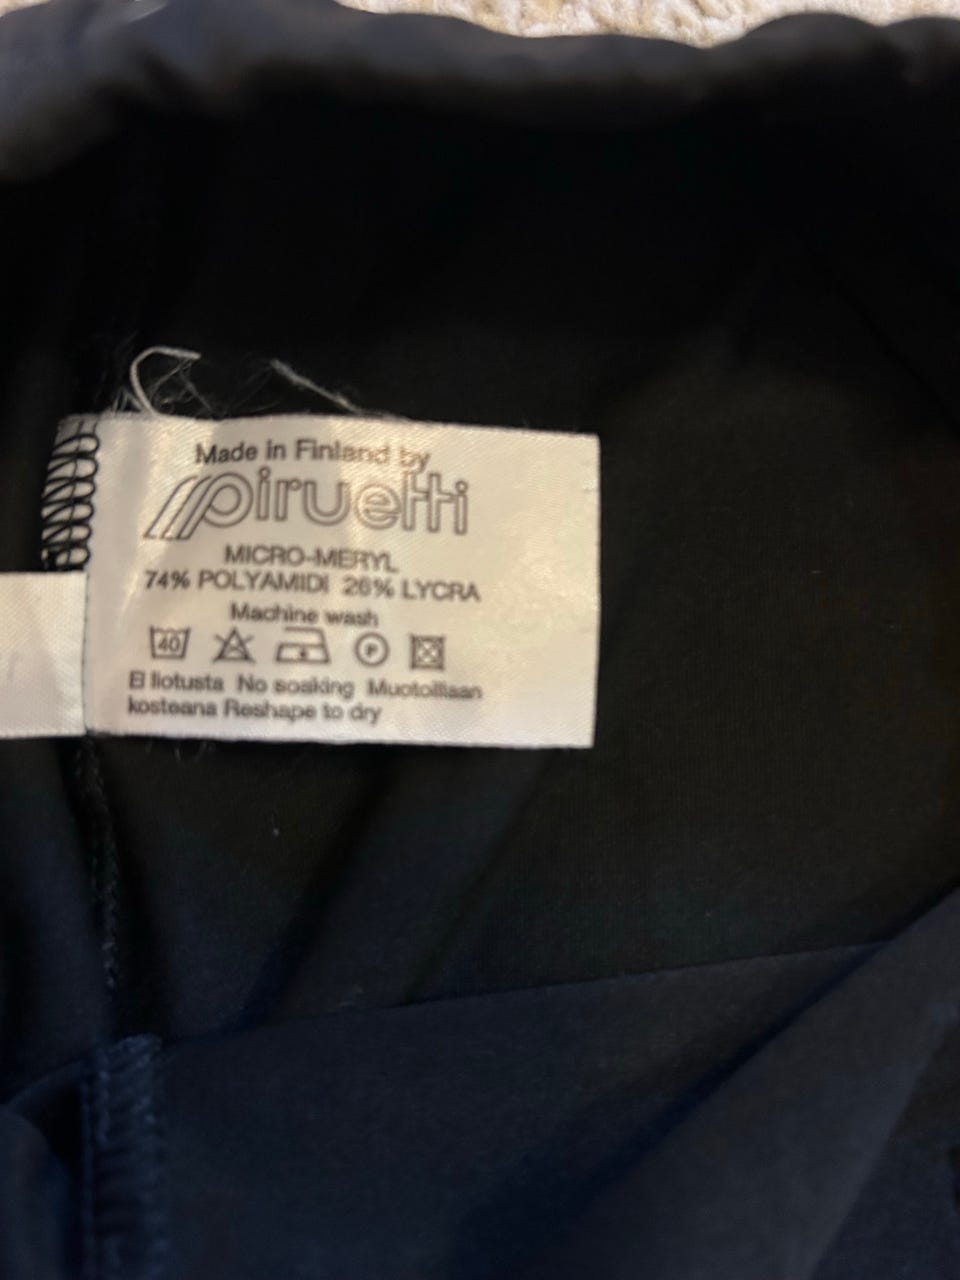 Made in Finland by
piruetti
MICRO-MERYL
74% POLYAMIDI 26% LYCRA
Machine wash
40 P
Ei liotusta No soaking Muotoillaan
kosteana Reshape to dry